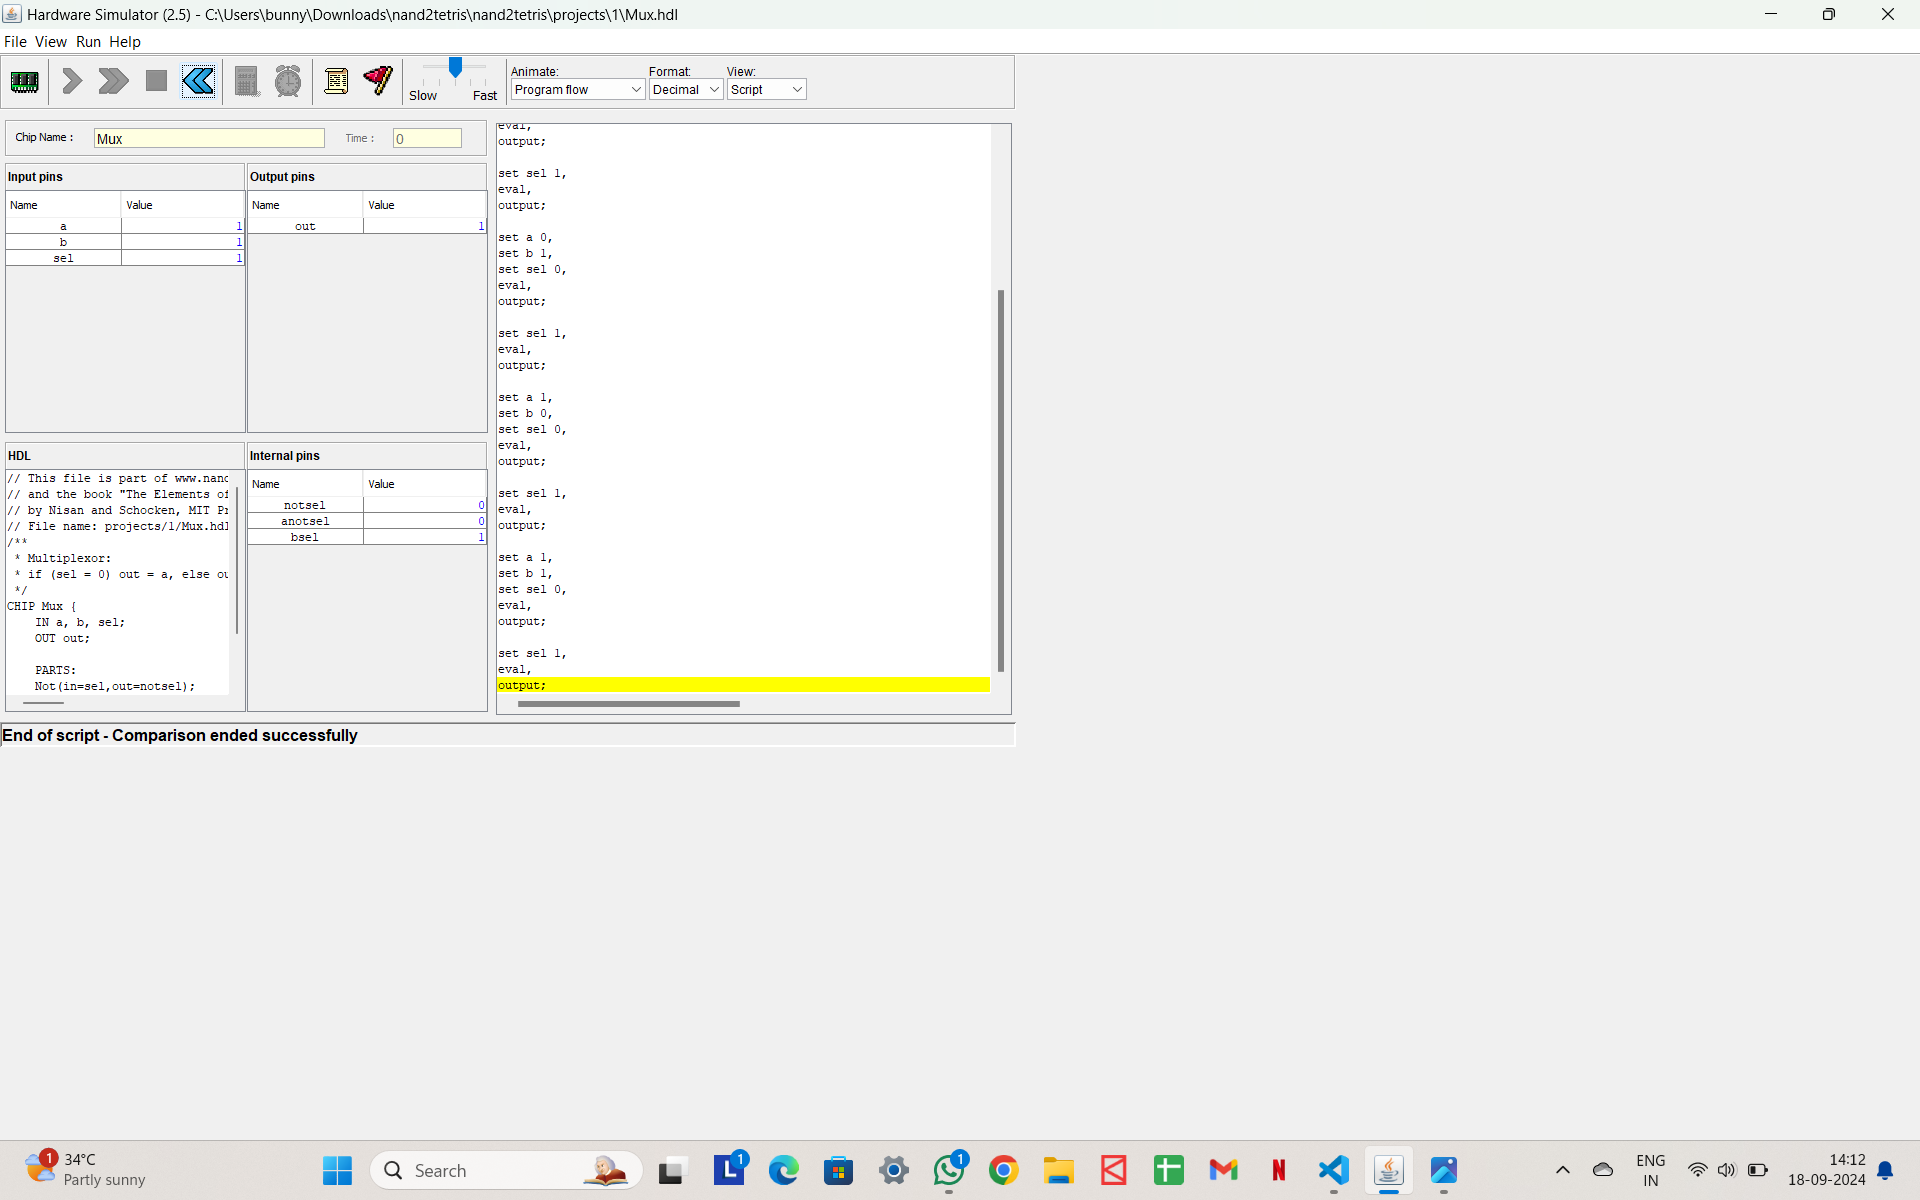 Hardware Simulator (2.5) - C:\Users\bunny\Downloads\nand2tetris\nand2tetris\projects\1\Mux.hdl
File View Run Help
Animate: Format: View:
Program flow Decimal Script
Slow Fast
Chip Name : Mux Time : 0
Input pins
Name Value
a 1
b 1
sel 1
Output pins
Name Value
out 1
HDL
// This file is part of www.nand
// and the book "The Elements of
// by Nisan and Schocken, MIT Pr
// File name: projects/1/Mux.hdl
/**
* Multiplexor:
* if (sel = 0) out = a, else ou
*/
CHIP Mux {
IN a, b, sel;
OUT out;
PARTS:
Not(in=sel,out=notsel);
Internal pins
Name Value
notsel 0
anotsel 0
bsel 1
eval,
output;
set sel 1,
eval,
output;
set a 0,
set b 1,
set sel 0,
eval,
output;
set sel 1,
eval,
output;
set a 1,
set b 0,
set sel 0,
eval,
output;
set sel 1,
eval,
output;
set a 1,
set b 1,
set sel 0,
eval,
output;
set sel 1,
eval,
output;
End of script - Comparison ended successfully
1
34°C
Partly sunny
Search
L 1
1
N
ENG
IN
14:12
18-09-2024